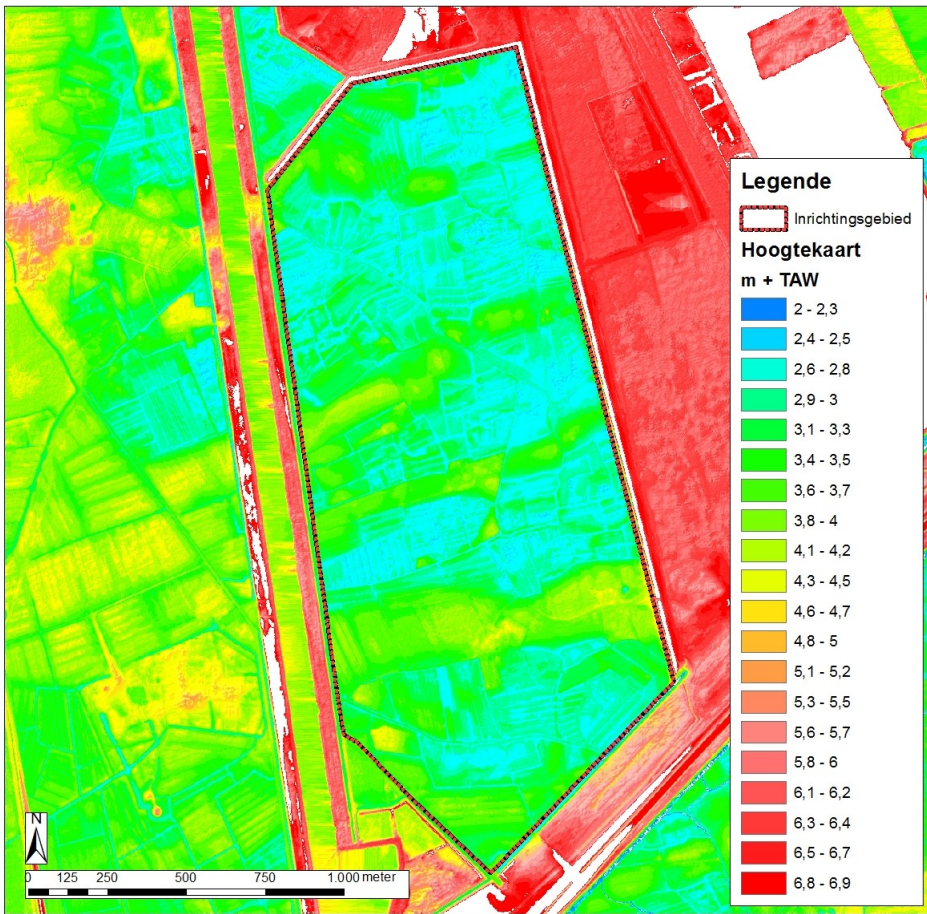 Legende
Inrichtingsgebied
Hoogtekaart
m + TAW
2 - 2,3
2,4 - 2,5
2,6 - 2,8
2,9 - 3
3,1 - 3,3
3,4 - 3,5
3,6 - 3,7
3,8 - 4
4,1 - 4,2
4,3 - 4,5
4,6 - 4,7
4,8 - 5
5,1 - 5,2
5,3 - 5,5
5,6 - 5,7
5,8 - 6
6,1 - 6,2
6,3 - 6,4
6,5 - 6,7
6,8 - 6,9
N
0 125 250 500 750 1.000 meter